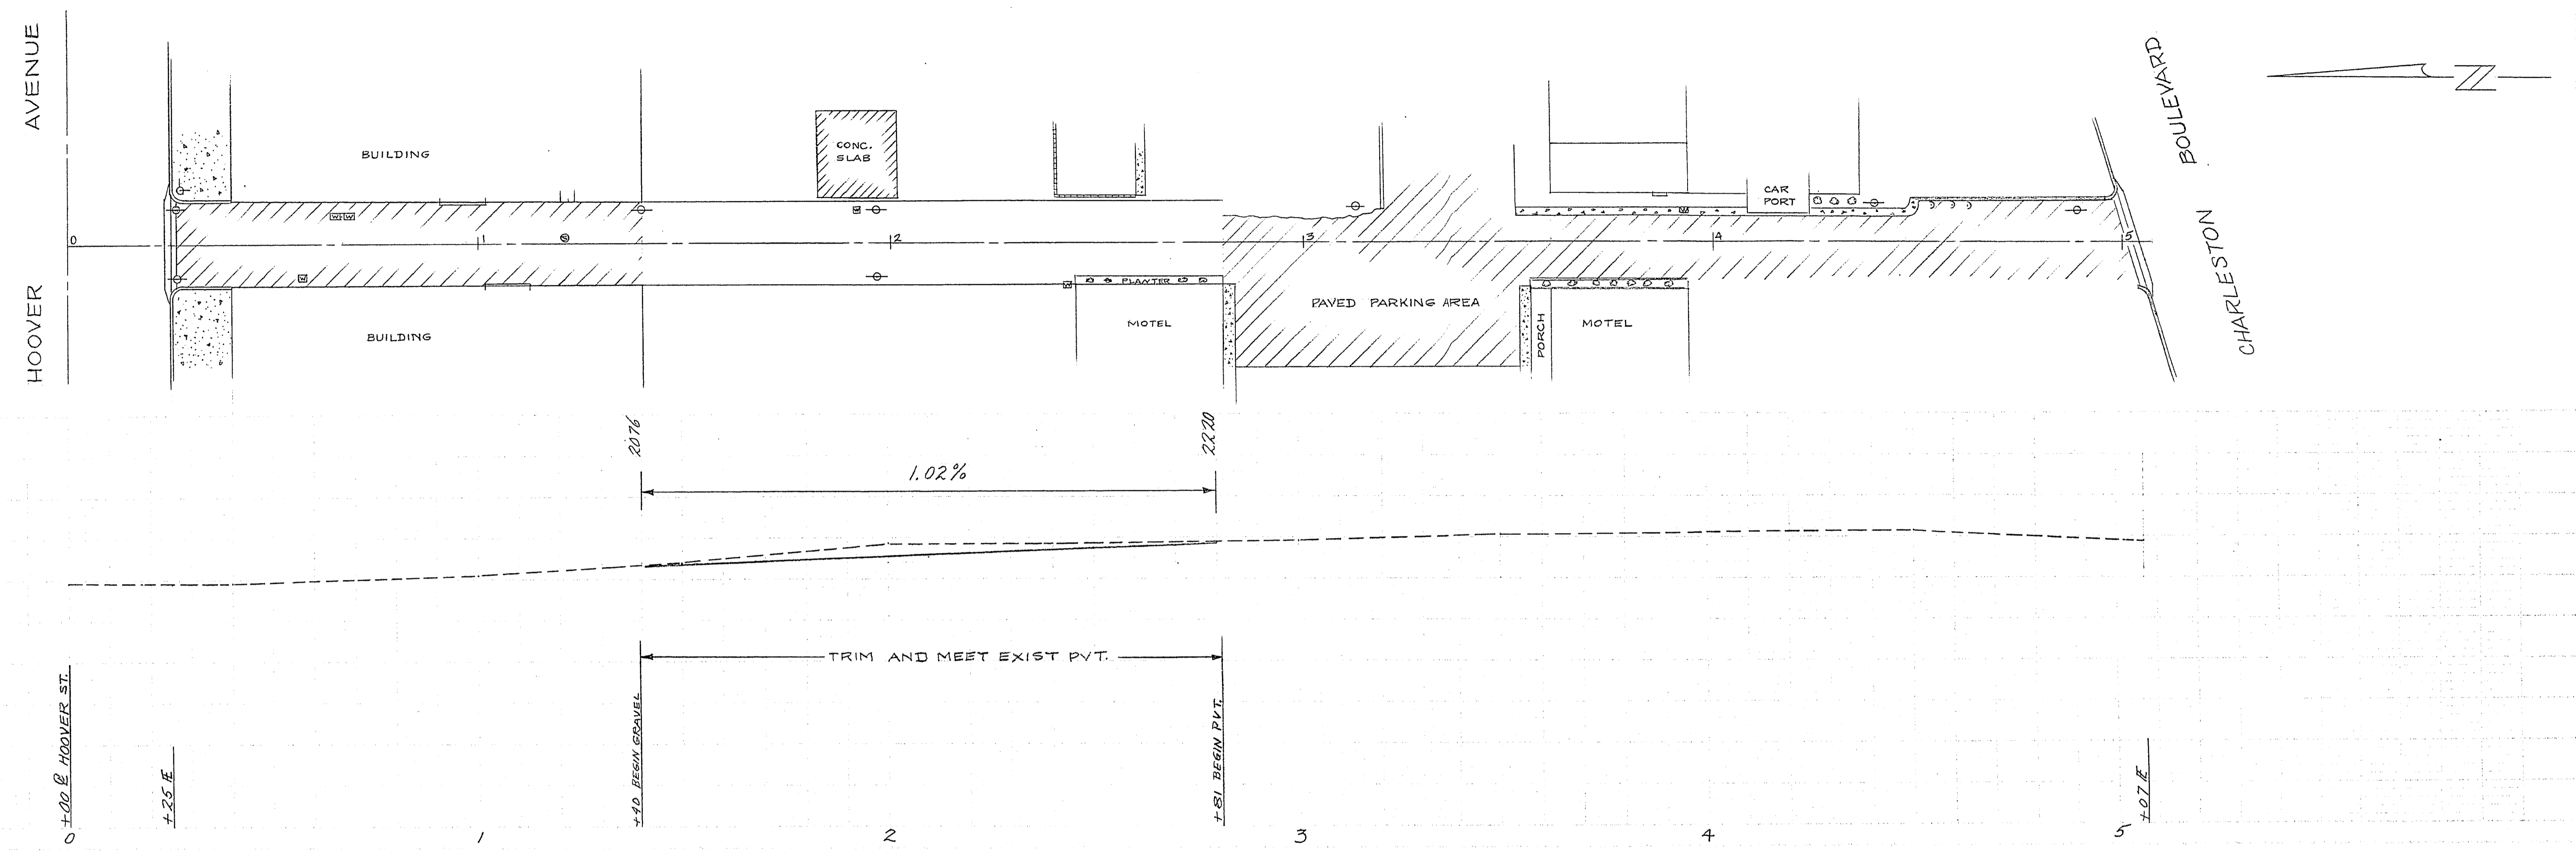 HOOVER AVENUE
CHARLESTON BOULEVARD
N
BUILDING
CONC.
SLAB
CAR
PORT
W W
W
W
0 1 S 2 3 4 5
W
W
PLANTER
BUILDING
MOTEL
PAVED PARKING AREA
PORCH
MOTEL
2076
2220
1.02%
TRIM AND MEET EXIST PVT.
+00 ℄ HOOVER ST.
+25 ⅊
+40 BEGIN GRAVEL
+81 BEGIN PVT.
+07 ⅊
0 1 2 3 4 5